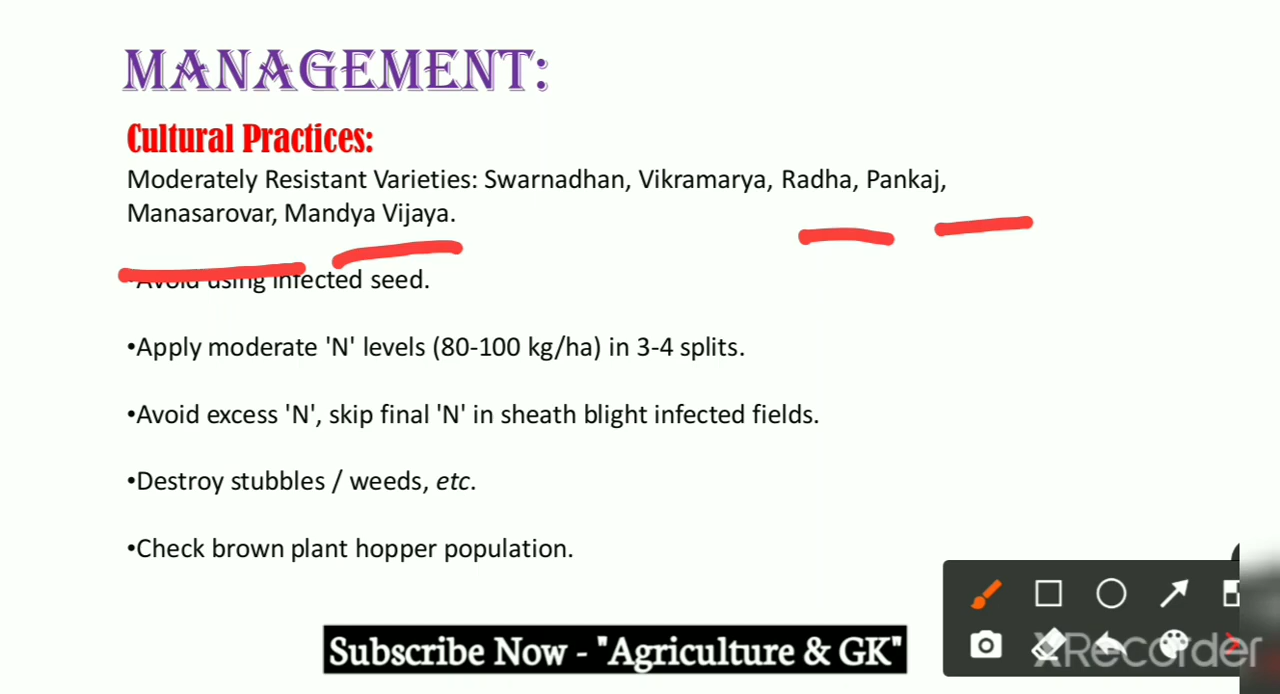 MANAGEMENT:
Cultural Practices:
Moderately Resistant Varieties: Swarnadhan, Vikramarya, Radha, Pankaj,
Manasarovar, Mandya Vijaya.
•Avoid using infected seed.
•Apply moderate 'N' levels (80-100 kg/ha) in 3-4 splits.
•Avoid excess 'N', skip final 'N' in sheath blight infected fields.
•Destroy stubbles / weeds, etc.
•Check brown plant hopper population.
Subscribe Now - "Agriculture & GK"
XRecorder